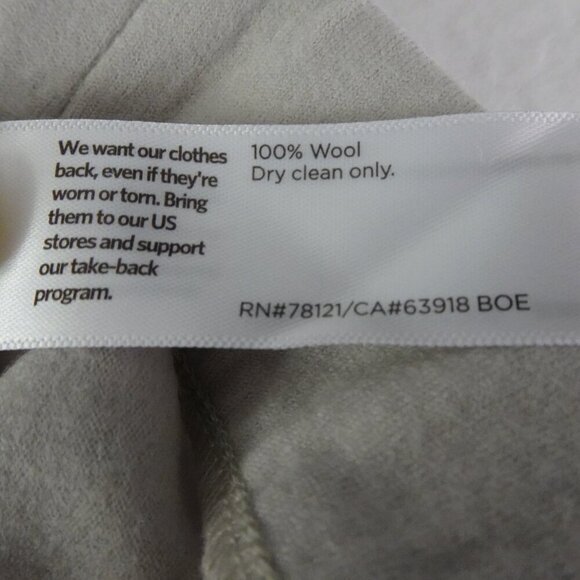 We want our clothes
back, even if they're
worn or torn. Bring
them to our US
stores and support
our take-back
program.
100% Wool
Dry clean only.
RN#78121/CA#63918 BOE